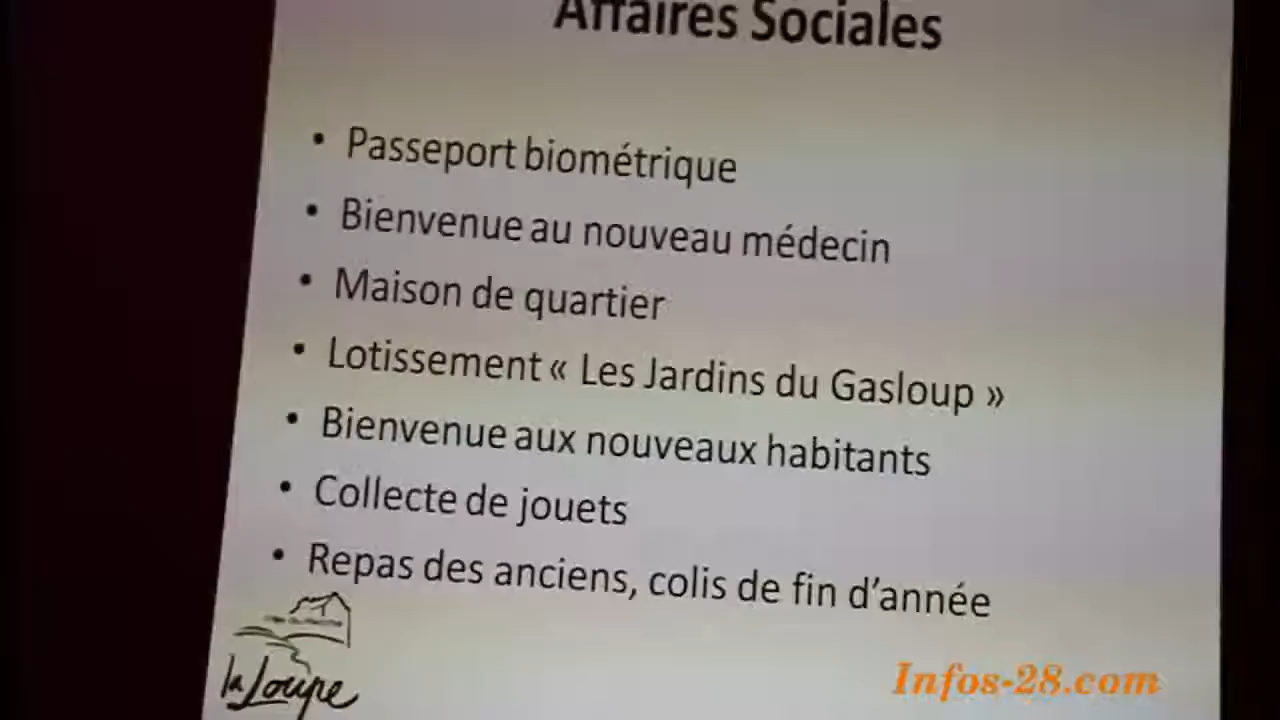 Affaires Sociales
• Passeport biométrique
• Bienvenue au nouveau médecin
• Maison de quartier
• Lotissement « Les Jardins du Gasloup »
• Bienvenue aux nouveaux habitants
• Collecte de jouets
• Repas des anciens, colis de fin d'année
la Loupe
Infos-28.com